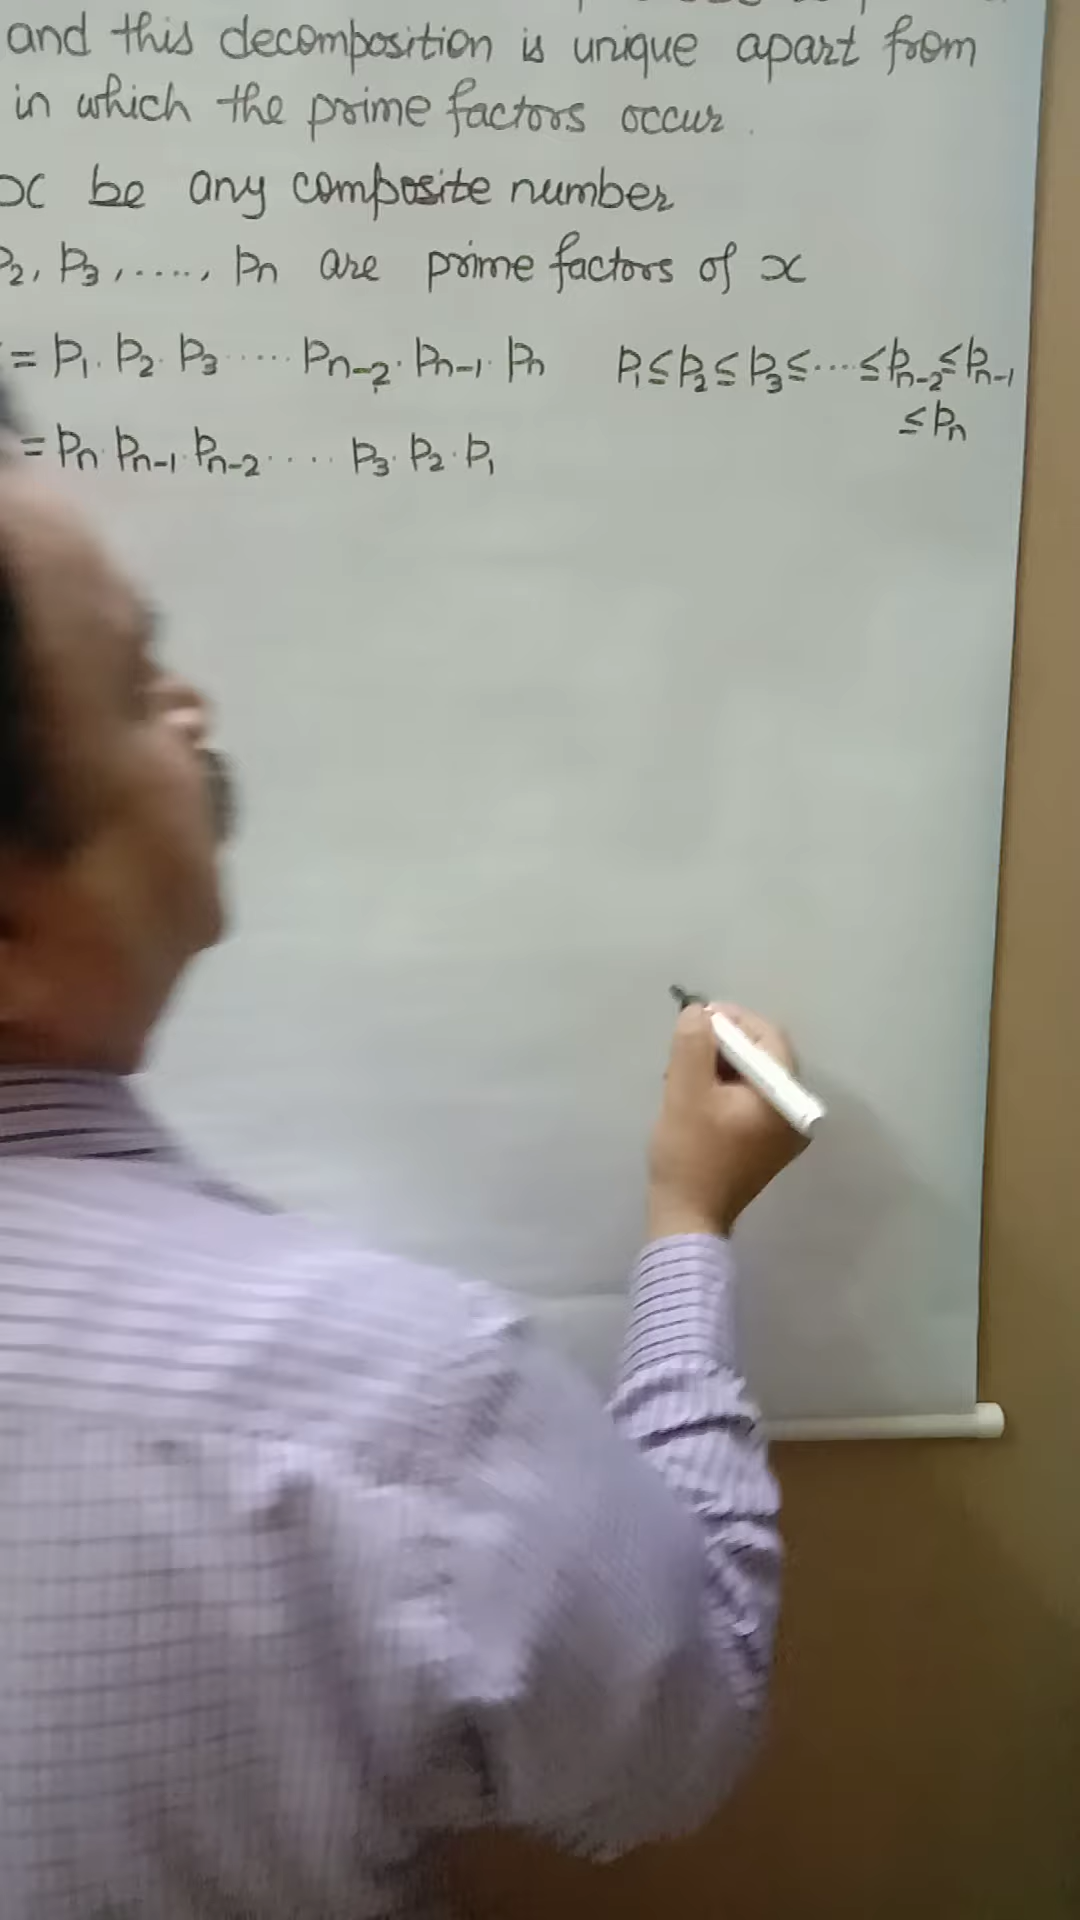 and this decomposition is unique apart from
in which the prime factors occur.
x be any composite number
P₂, P₃, ....., Pn are prime factors of x
= P₁· P₂· P₃ ····· Pn-₂· Pn-₁· Pn P₁≤P₂≤P₃≤····≤Pn-₂≤Pn-₁
≤Pn
= Pn· Pn-₁· Pn-₂ ···· P₃· P₂· P₁